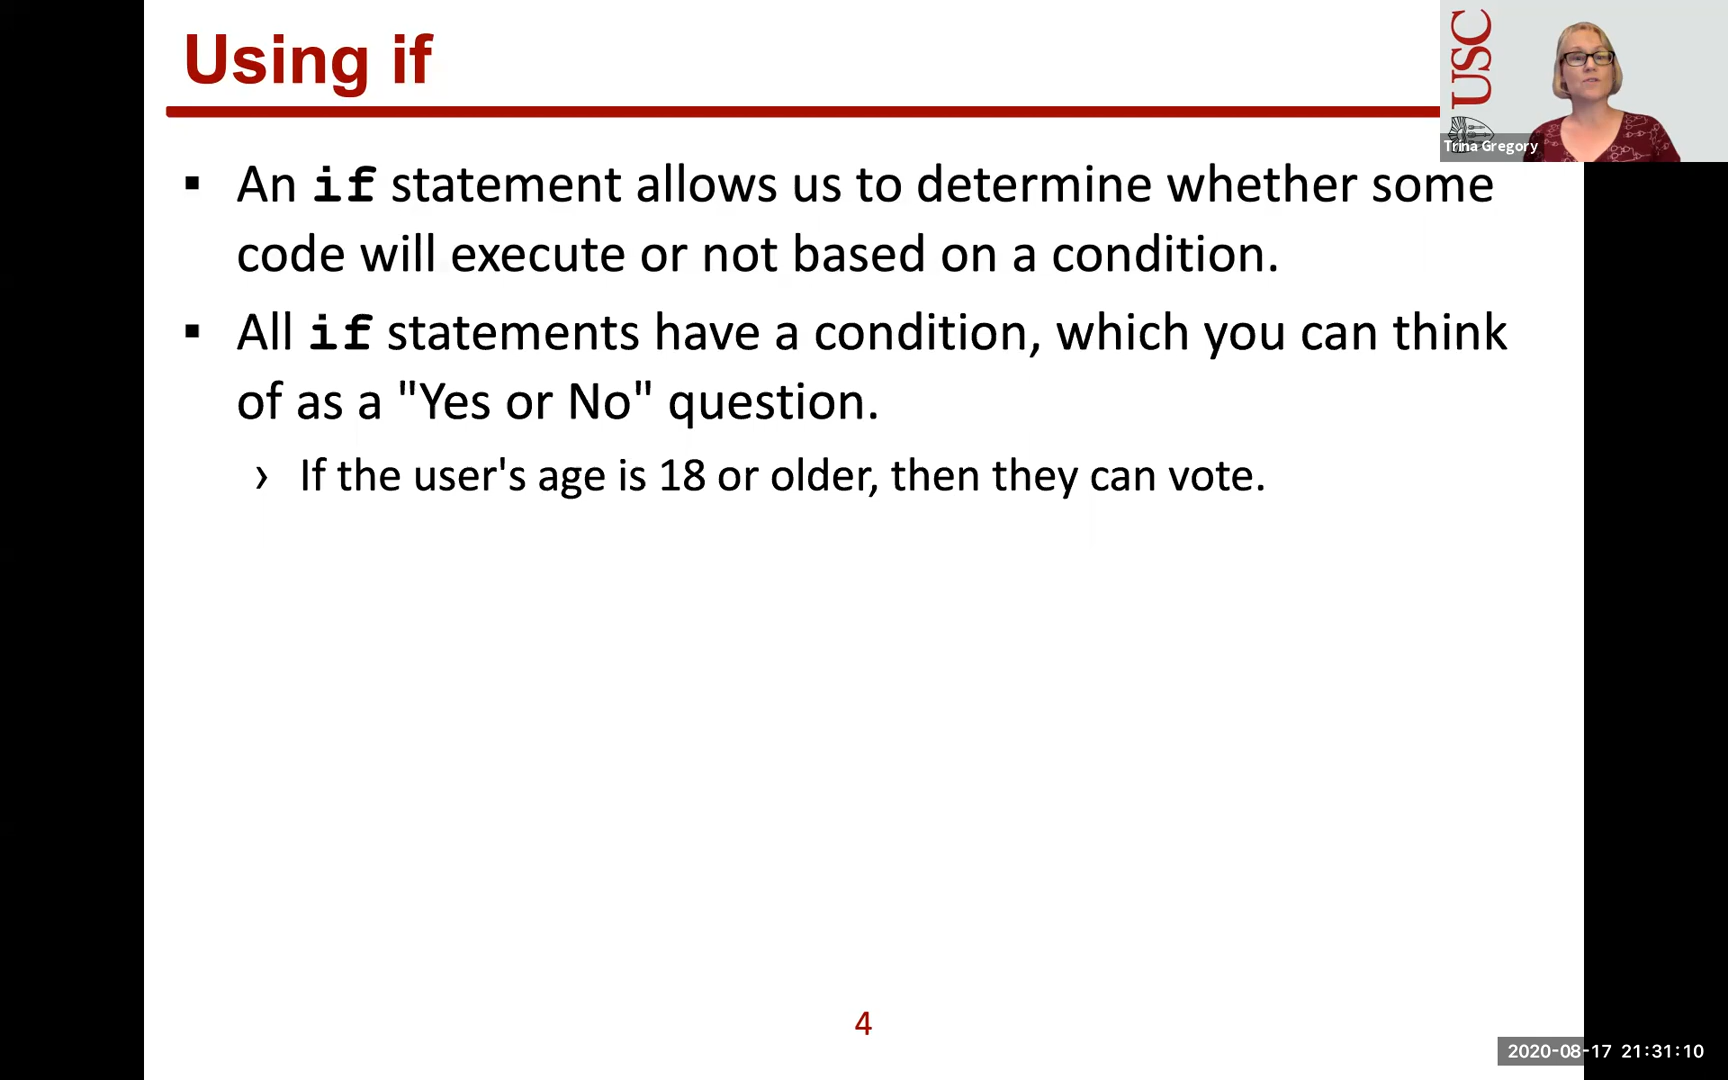 Using if
USC
Trina Gregory
▪ An if statement allows us to determine whether some
code will execute or not based on a condition.
▪ All if statements have a condition, which you can think
of as a "Yes or No" question.
› If the user's age is 18 or older, then they can vote.
4
2020-08-17 21:31:10